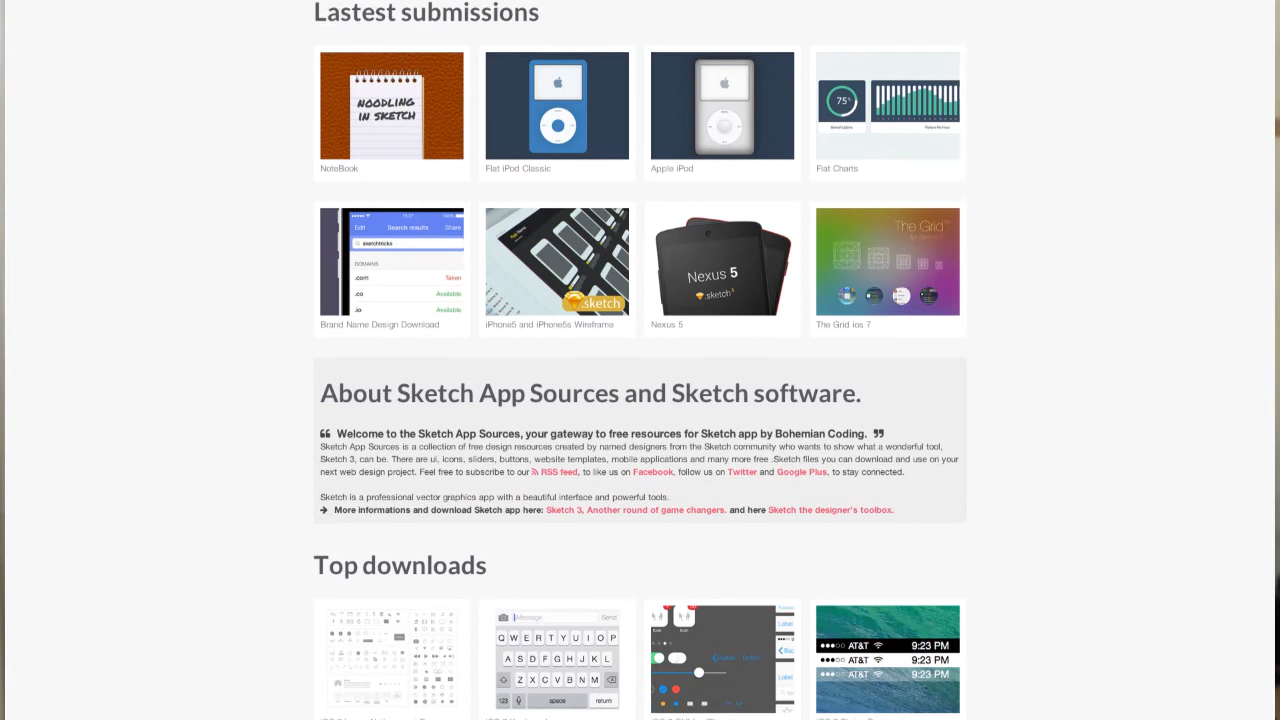 Lastest submissions
NOODLING
IN SKETCH
75%
NoteBook
Flat iPod Classic
Apple iPod
Flat Charts
Edit Search results Share
sketchtricks
DOMAINS
.com Taken
.co Available
.io Available
.sketch
Nexus 5
.sketch
The Grid
Brand Name Design Download
iPhone5 and iPhone5s Wireframe
Nexus 5
The Grid ios 7
About Sketch App Sources and Sketch software.
Welcome to the Sketch App Sources, your gateway to free resources for Sketch app by Bohemian Coding.
Sketch App Sources is a collection of free design resources created by named designers from the Sketch community who wants to show what a wonderful tool,
Sketch 3, can be. There are ui, icons, sliders, buttons, website templates, mobile applications and many more free .Sketch files you can download and use on your
next web design project. Feel free to subscribe to our RSS feed, to like us on Facebook, follow us on Twitter and Google Plus, to stay connected.
Sketch is a professional vector graphics app with a beautiful interface and powerful tools.
More informations and download Sketch app here: Sketch 3, Another round of game changers. and here Sketch the designer's toolbox.
Top downloads
iMessage Send
Q W E R T Y U I O P
A S D F G H J K L
Z X C V B N M
123 space return
Label
Label
AT&T 9:23 PM
AT&T 9:23 PM
AT&T 9:23 PM